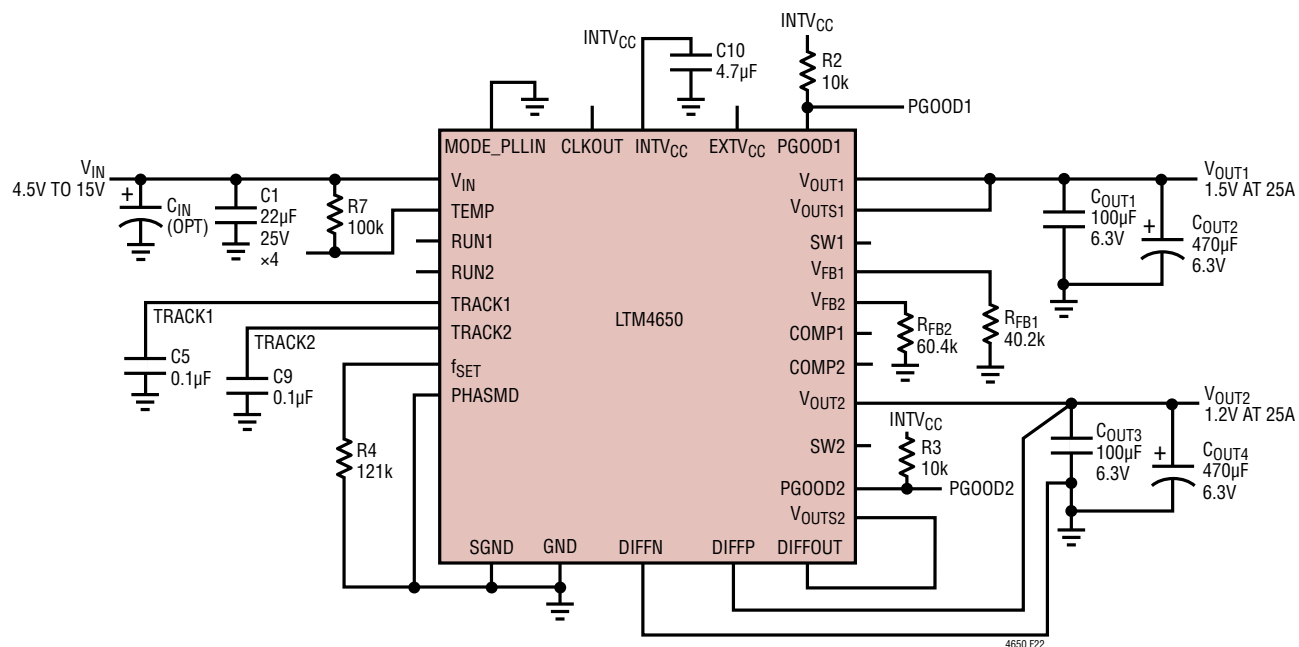 INTVCC
C10
4.7µF
INTVCC
R2
10k
PGOOD1
MODE_PLLIN
CLKOUT
INTVCC
EXTVCC
PGOOD1
VIN
4.5V TO 15V
+
CIN
(OPT)
C1
22µF
25V
×4
R7
100k
VIN
TEMP
RUN1
RUN2
TRACK1
TRACK2
fSET
PHASMD
TRACK1
C5
0.1µF
TRACK2
C9
0.1µF
R4
121k
LTM4650
VOUT1
VOUTS1
SW1
VFB1
VFB2
COMP1
COMP2
VOUT2
SW2
PGOOD2
VOUTS2
SGND
GND
DIFFN
DIFFP
DIFFOUT
VOUT1
1.5V AT 25A
COUT1
100µF
6.3V
+
COUT2
470µF
6.3V
RFB2
60.4k
RFB1
40.2k
VOUT2
1.2V AT 25A
INTVCC
R3
10k
PGOOD2
COUT3
100µF
6.3V
+
COUT4
470µF
6.3V
4650 F22